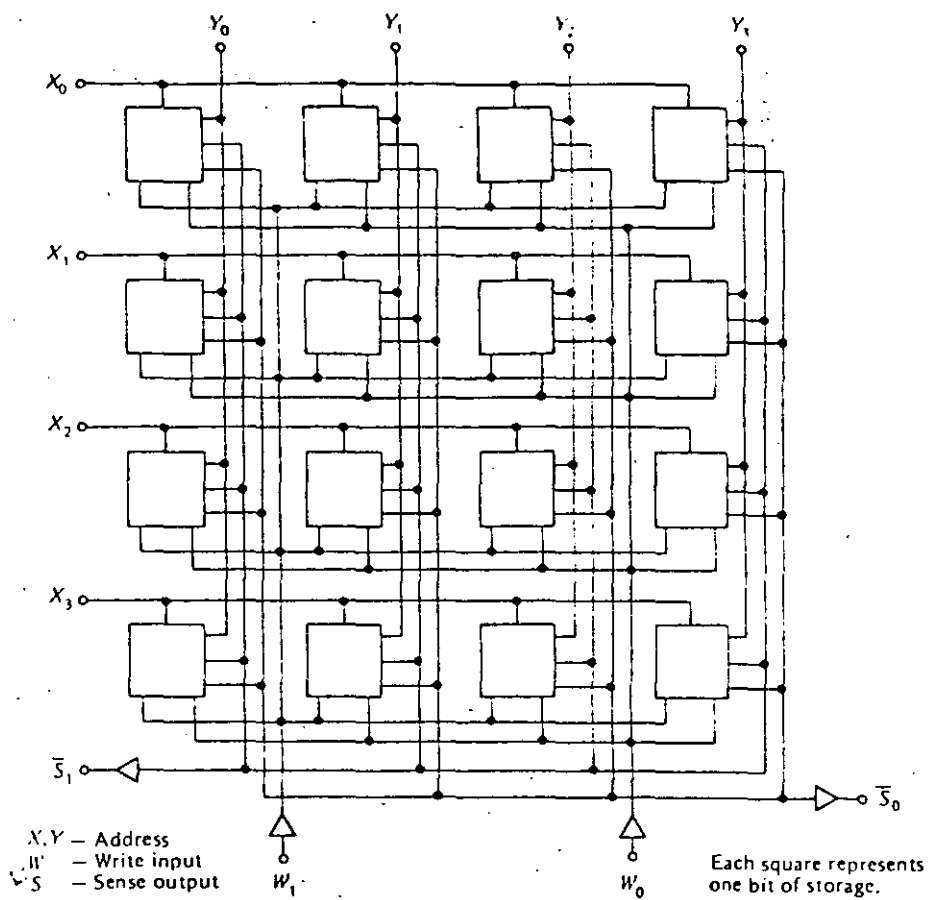 Y₀ Y₁ Y₃
X₀
X₁
X₂
X₃
S̅₁
S̅₀
X, Y — Address
W — Write input
S — Sense output
W₁
W₀
Each square represents
one bit of storage.